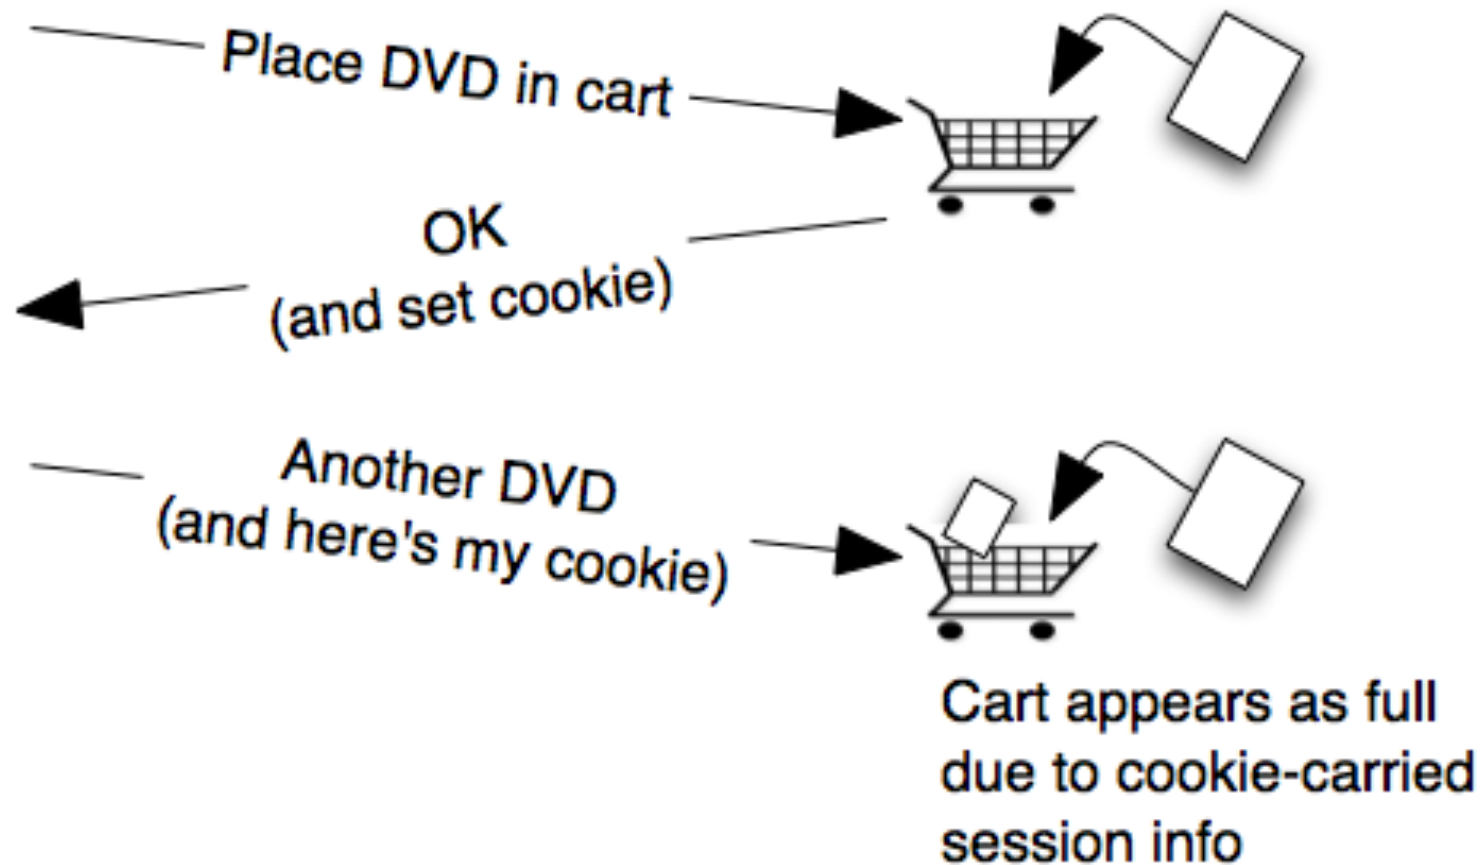 Place DVD in cart
OK
(and set cookie)
Another DVD
(and here's my cookie)
Cart appears as full
due to cookie-carried
session info